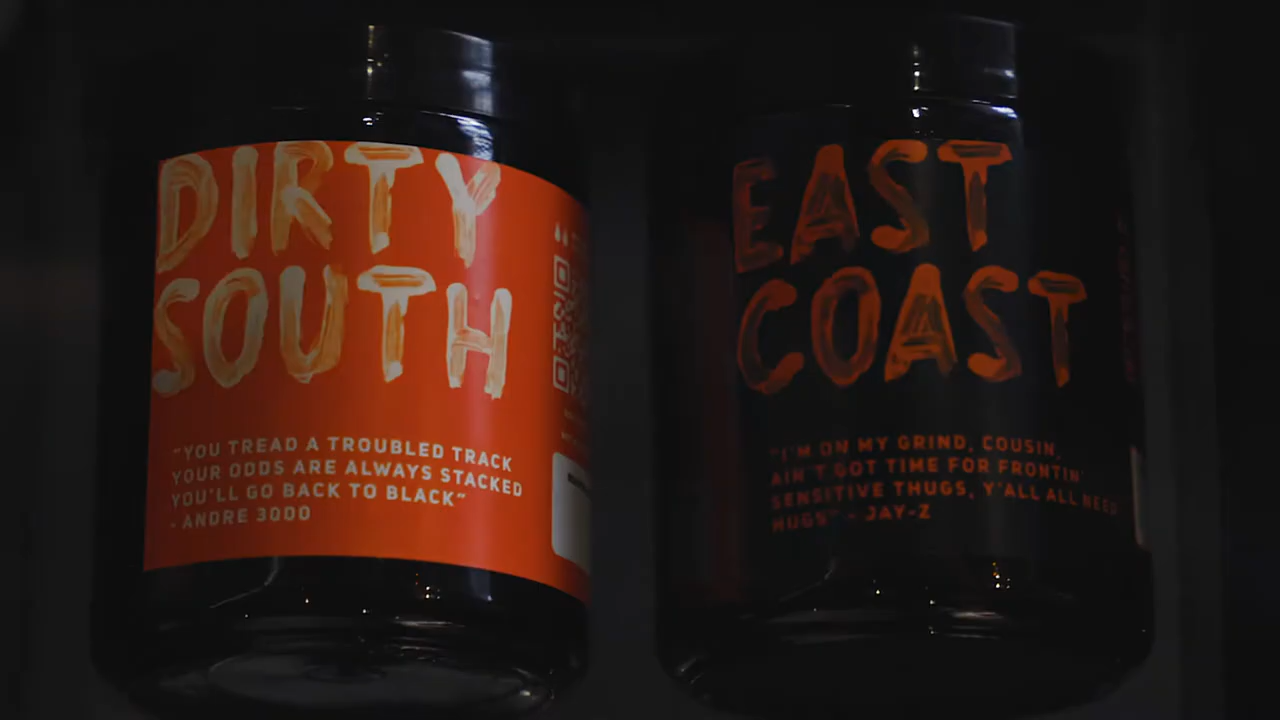 DIRTY
SOUTH
"YOU TREAD A TROUBLED TRACK
YOUR ODDS ARE ALWAYS STACKED
YOU'LL GO BACK TO BLACK"
- ANDRE 3000
EAST
COAST
"I'M ON MY GRIND, COUSIN,
AIN'T GOT TIME FOR FRONTIN'
SENSITIVE THUGS, Y'ALL ALL NEED
HUGS" - JAY-Z